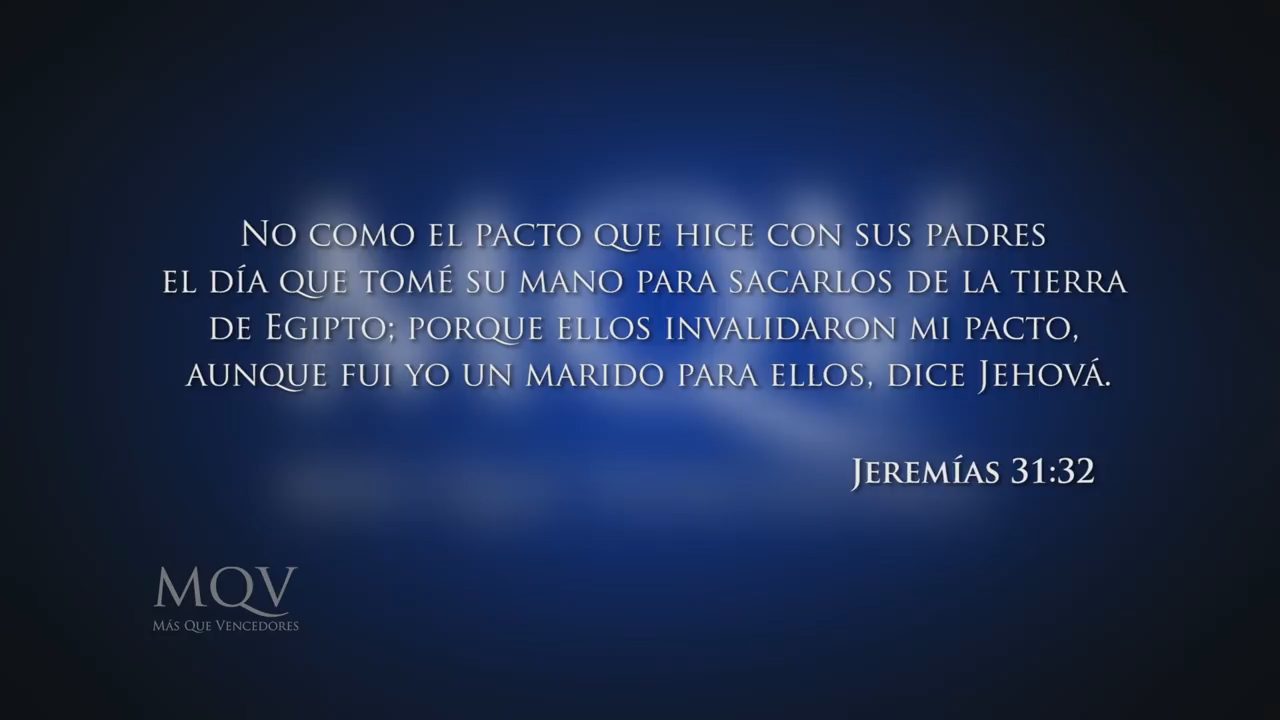 No como el pacto que hice con sus padres
el día que tomé su mano para sacarlos de la tierra
de Egipto; porque ellos invalidaron mi pacto,
aunque fui yo un marido para ellos, dice Jehová.
Jeremías 31:32
MQV
Más Que Vencedores